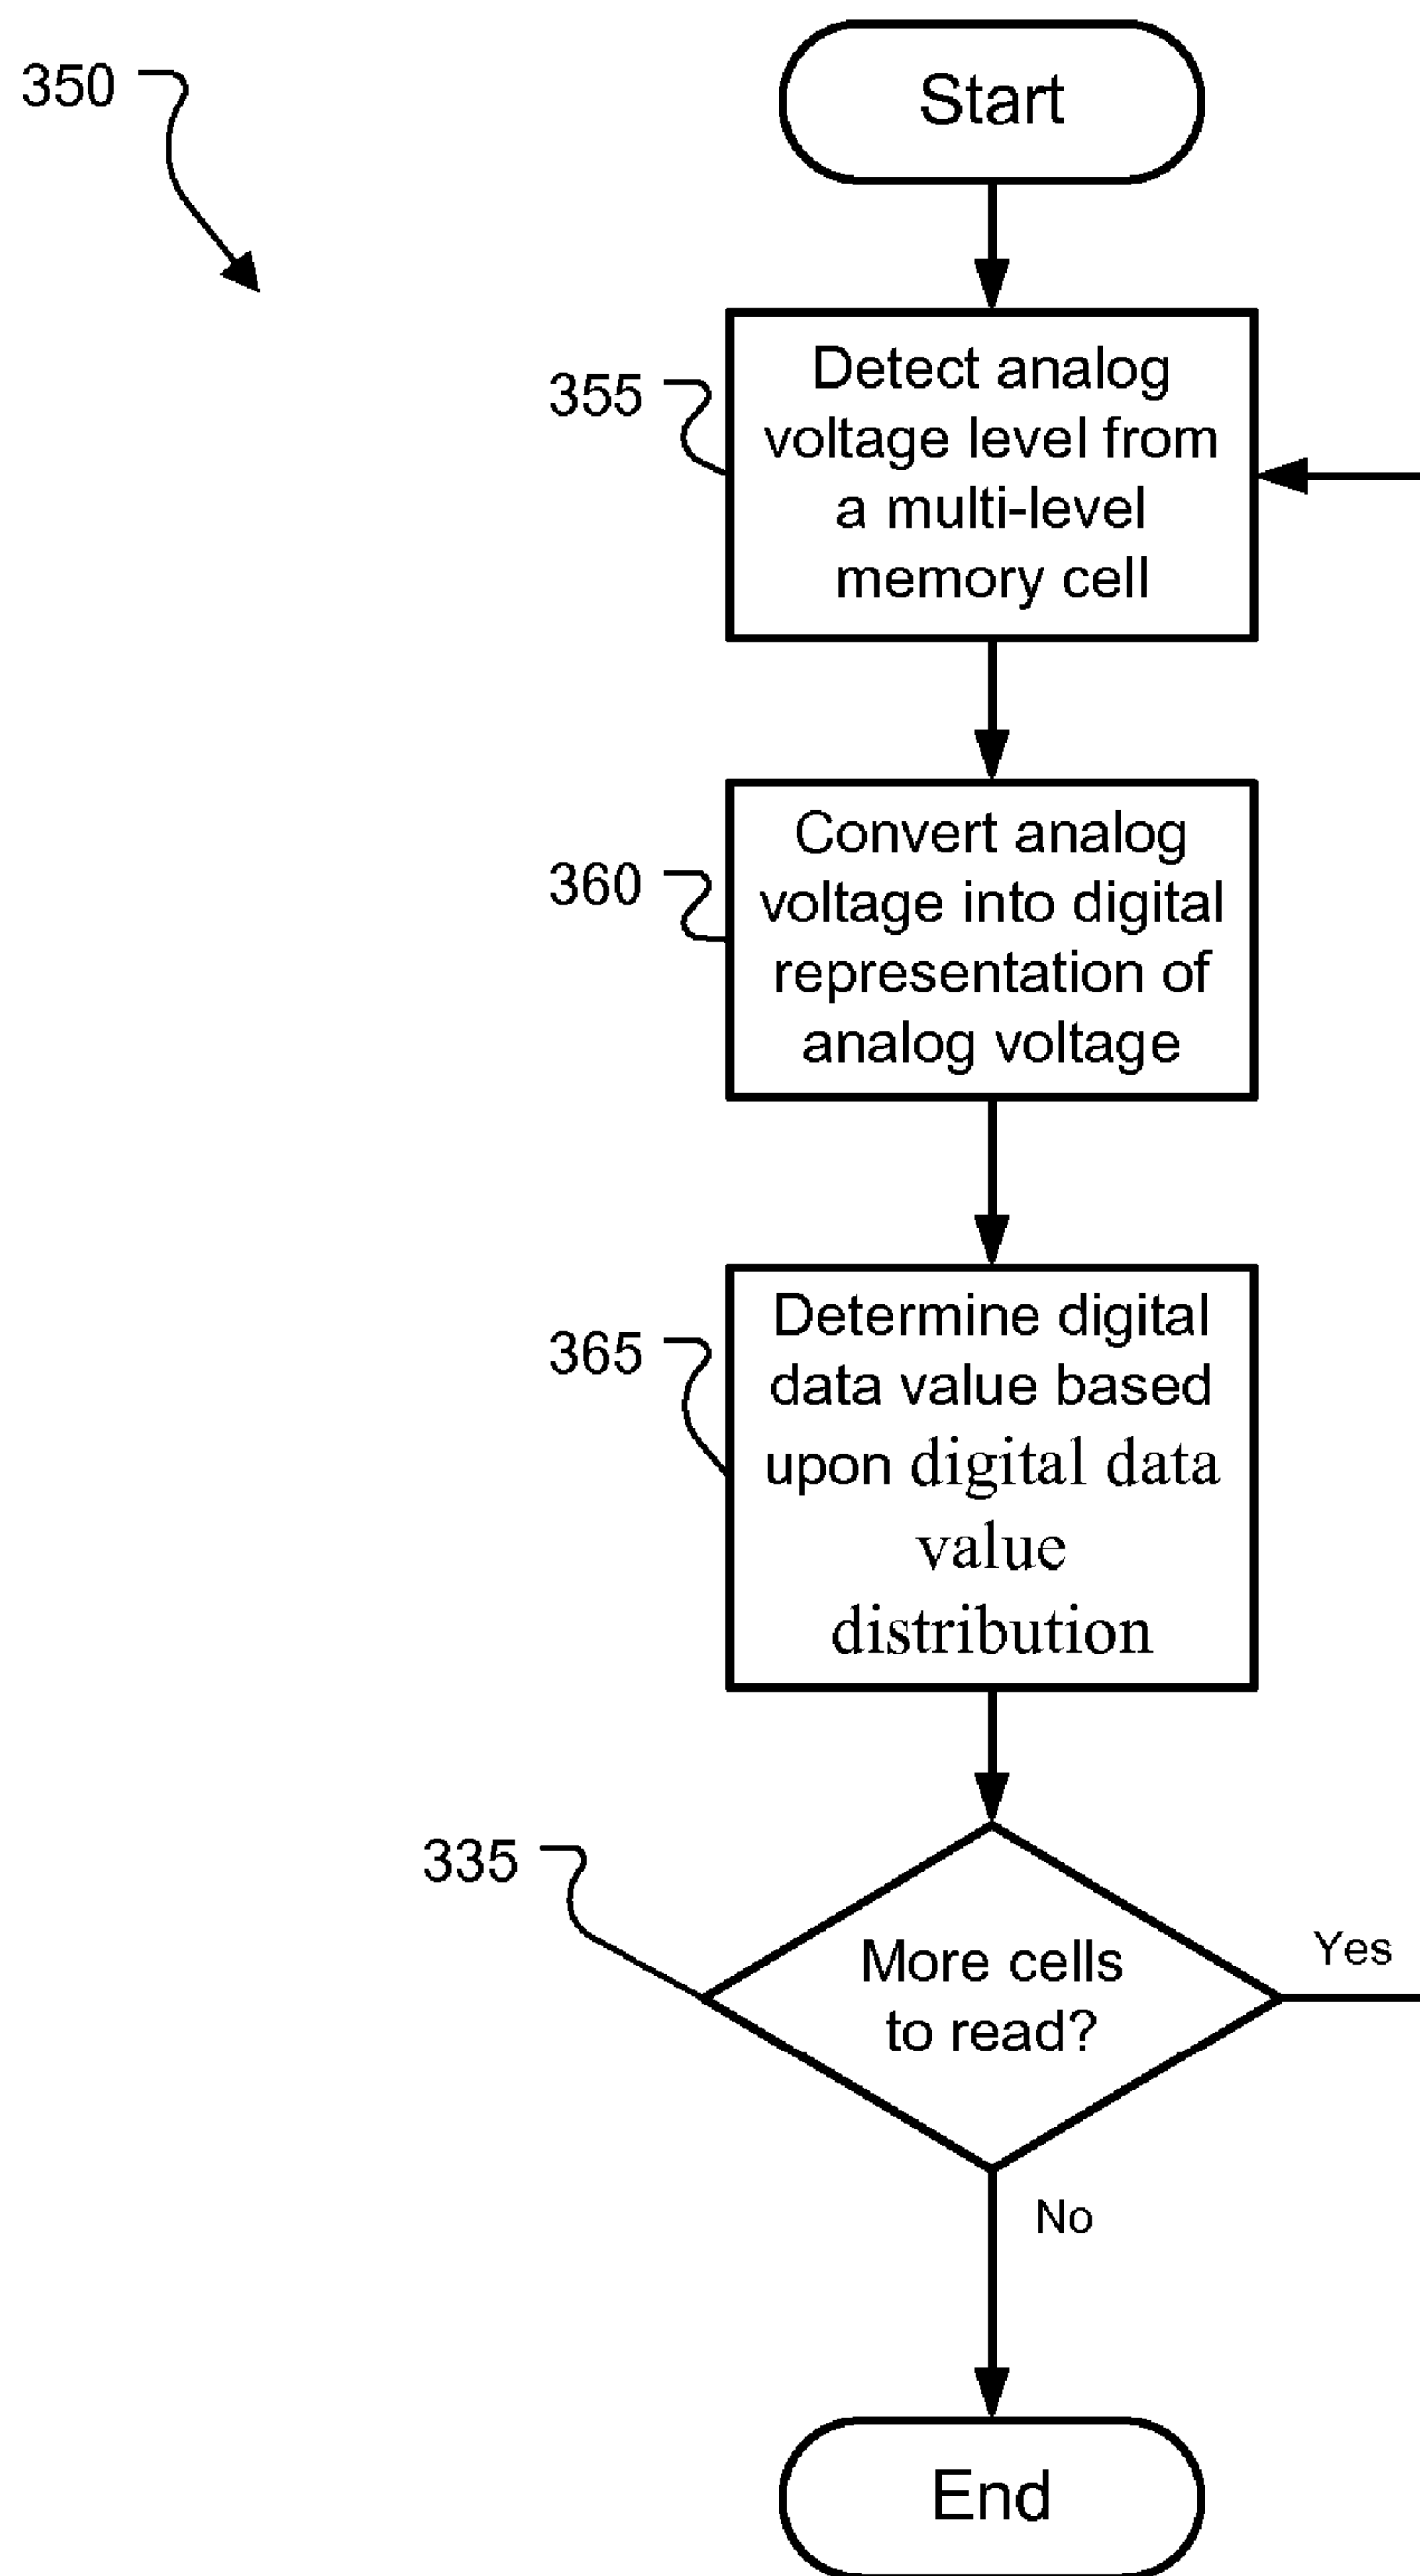 350
Start
355
Detect analog
voltage level from
a multi-level
memory cell
360
Convert analog
voltage into digital
representation of
analog voltage
365
Determine digital
data value based
upon digital data
value
distribution
335
More cells
to read?
Yes
No
End